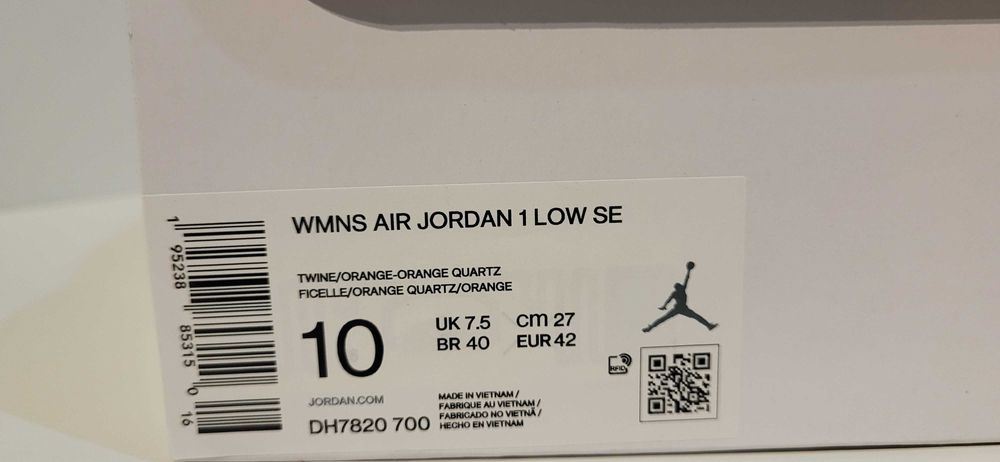 WMNS AIR JORDAN 1 LOW SE
TWINE/ORANGE-ORANGE QUARTZ
FICELLE/ORANGE QUARTZ/ORANGE
10
UK 7.5 cm 27
BR 40 EUR 42
JORDAN.COM
DH7820 700
MADE IN VIETNAM /
FABRIQUE AU VIETNAM /
FABRICADO NO VIETNÃ /
HECHO EN VIETNAM
RFID
1 95238 85315 0 16